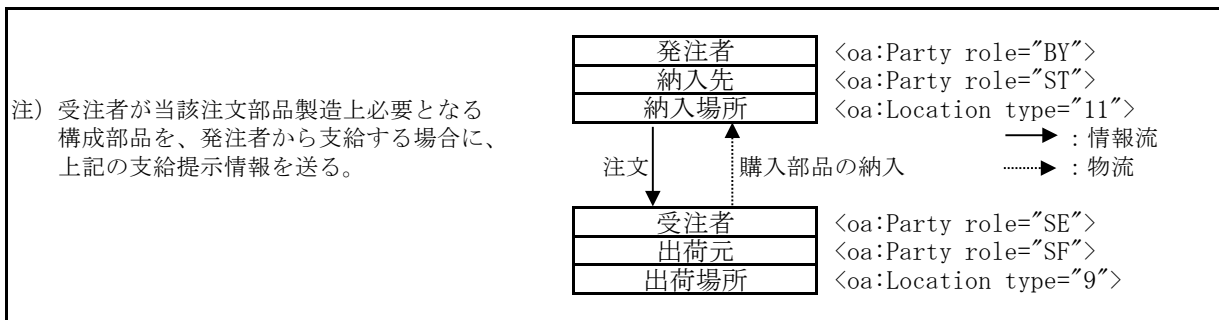 発注者 <oa:Party role="BY">
納入先 <oa:Party role="ST">
納入場所 <oa:Location type="11">
注) 受注者が当該注文部品製造上必要となる
構成部品を、発注者から支給する場合に、
上記の支給提示情報を送る。
:情報流
注文 購入部品の納入 :物流
受注者 <oa:Party role="SE">
出荷元 <oa:Party role="SF">
出荷場所 <oa:Location type="9">